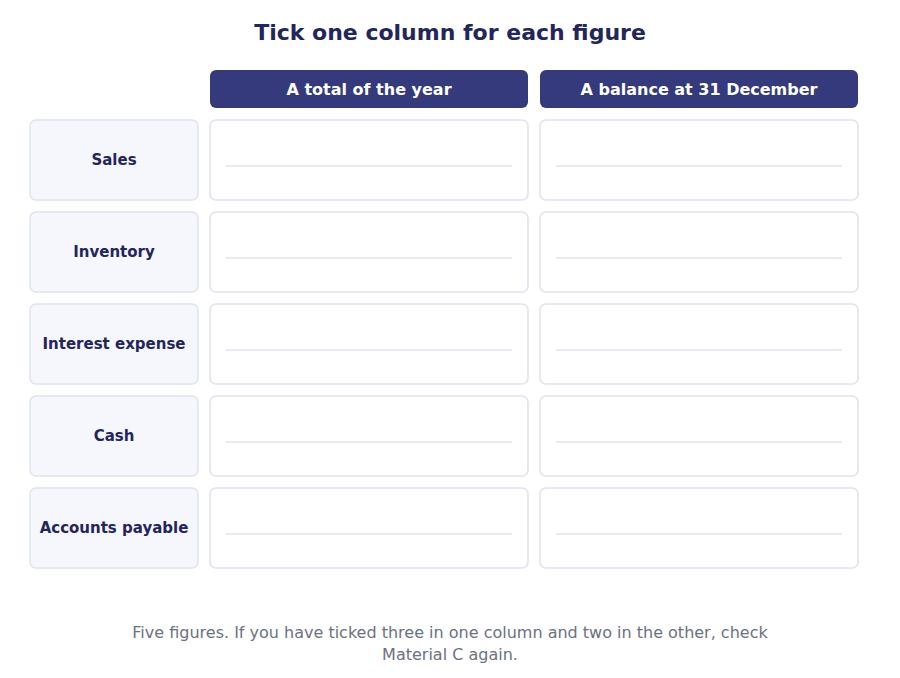 Tick one column for each figure
A total of the year
A balance at 31 December
Sales
Inventory
Interest expense
Cash
Accounts payable
Five figures. If you have ticked three in one column and two in the other, check
Material C again.